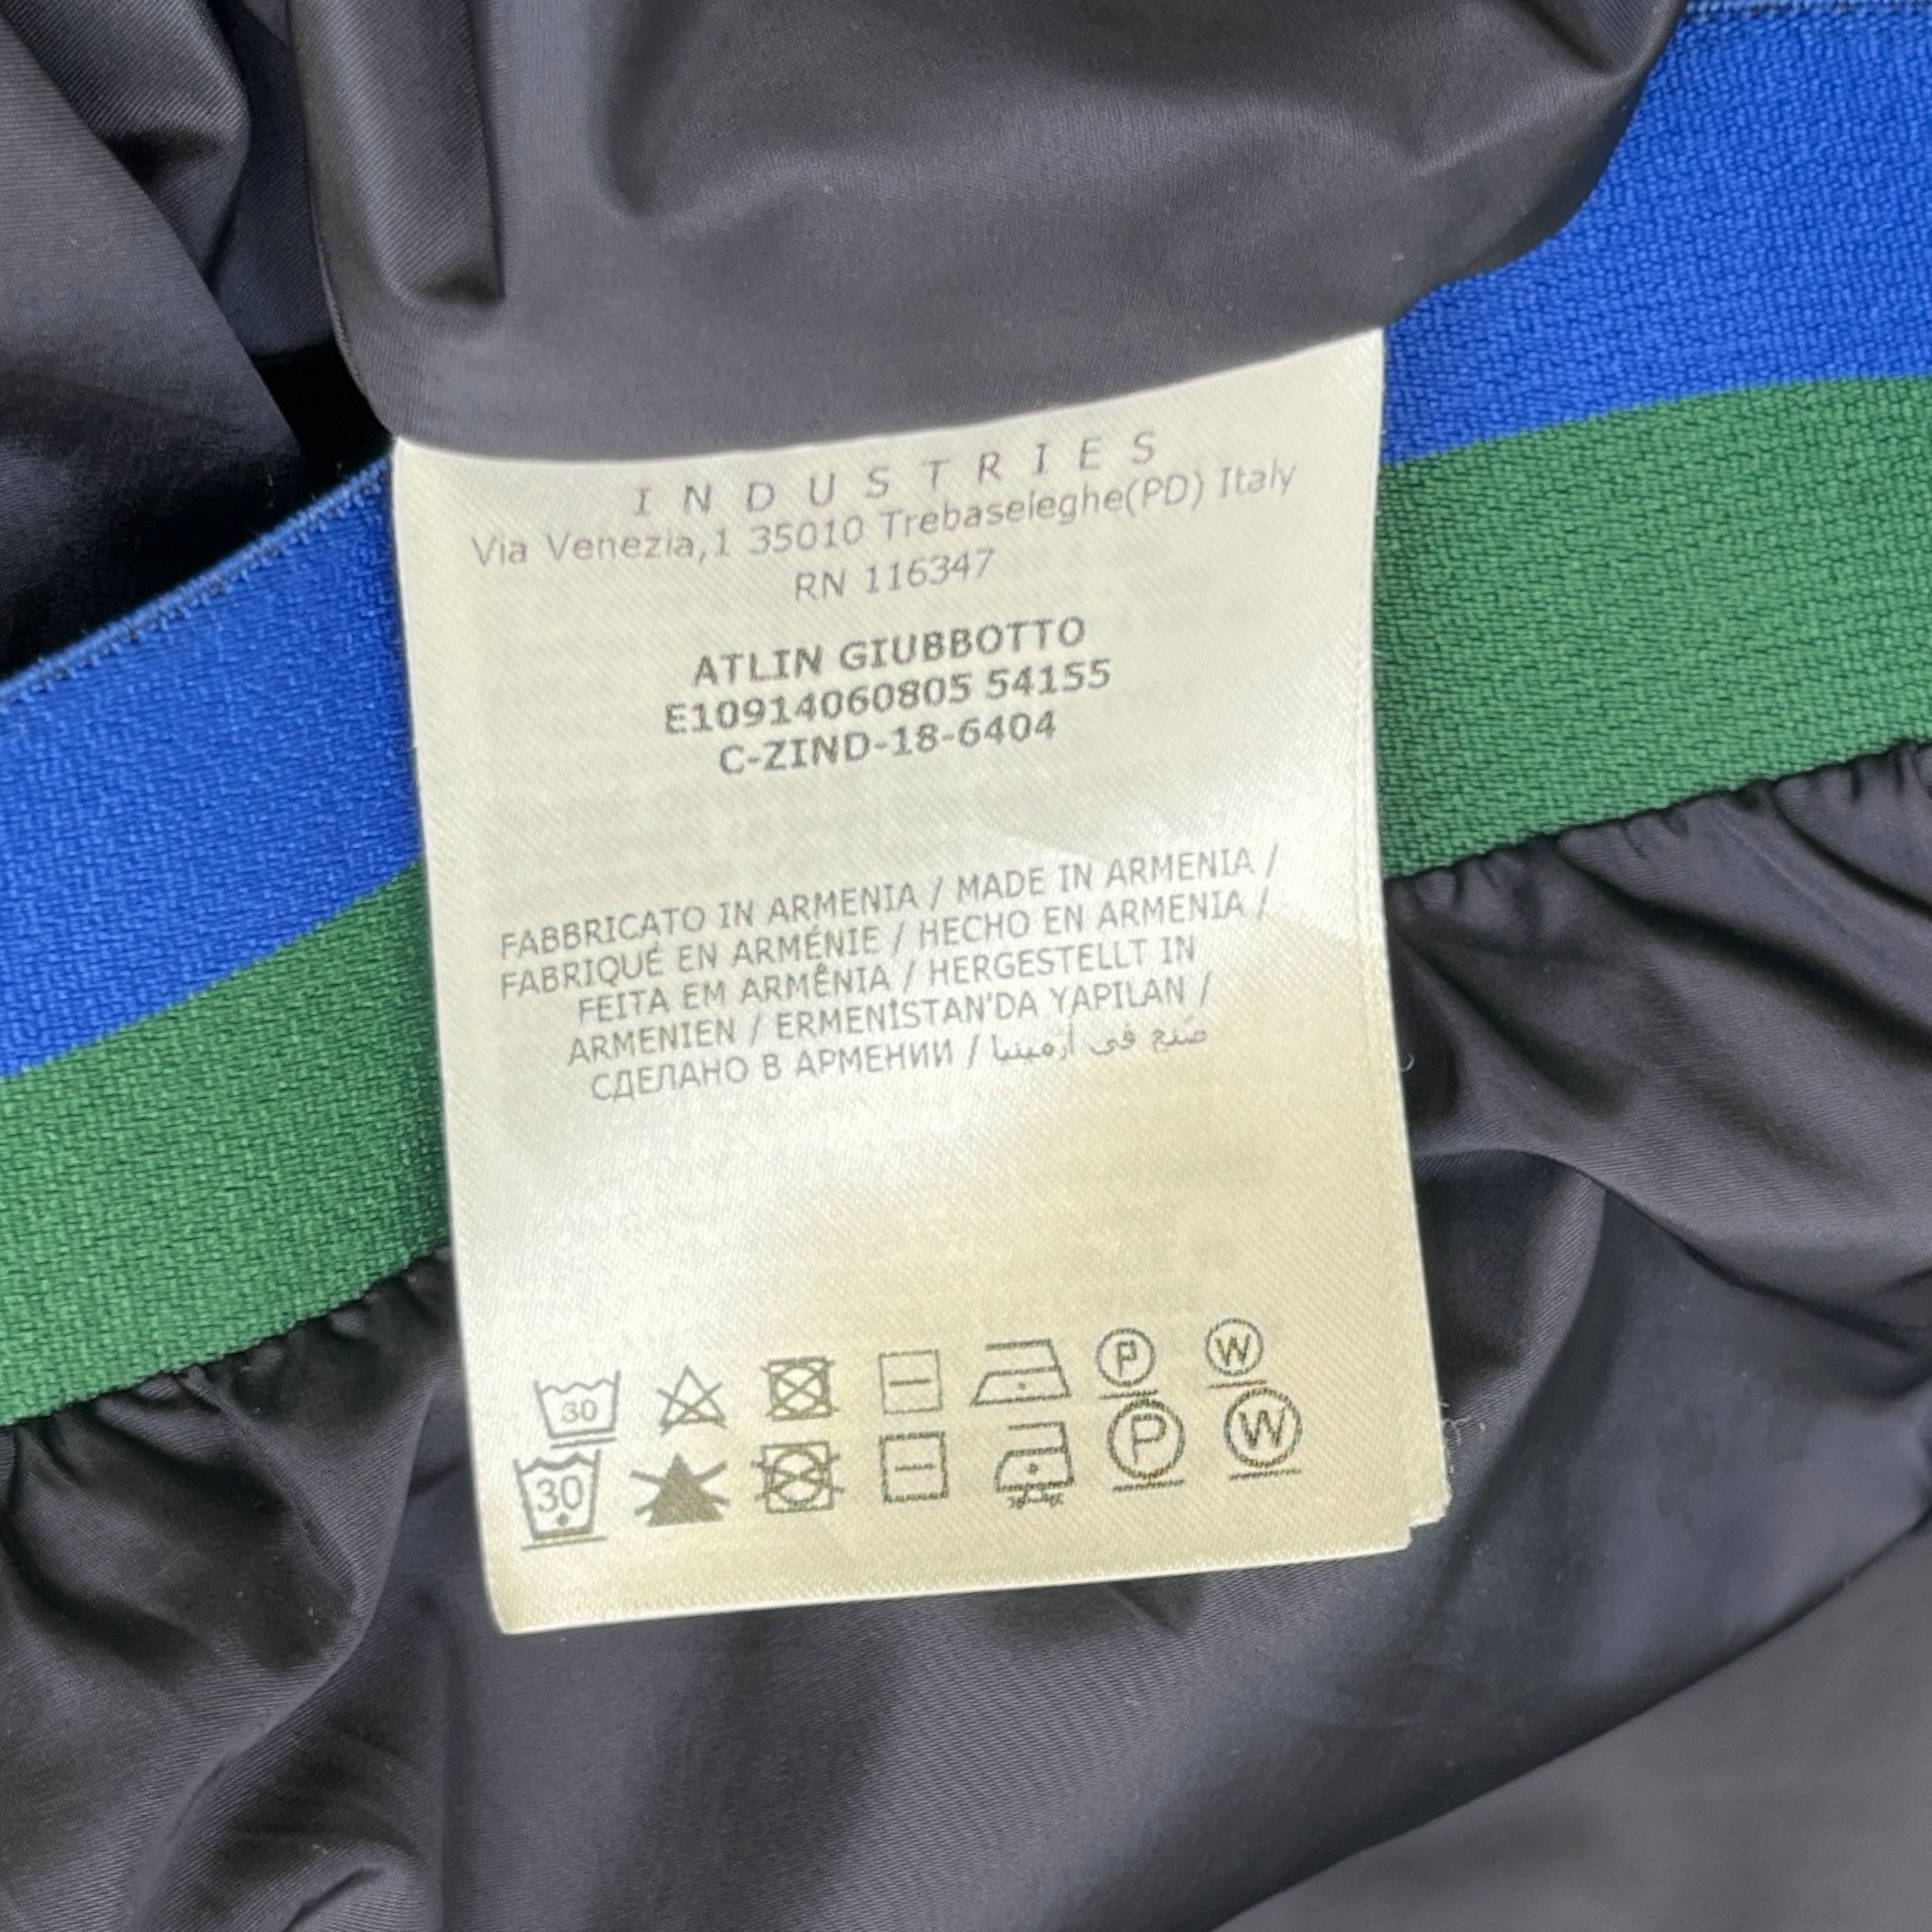 INDUSTRIES
Via Venezia,1 35010 Trebaseleghe(PD) Italy
RN 116347
ATLIN GIUBBOTTO
E10914060805 54155
C-ZIND-18-6404
FABBRICATO IN ARMENIA / MADE IN ARMENIA /
FABRIQUÉ EN ARMÉNIE / HECHO EN ARMENIA /
FEITA EM ARMÊNIA / HERGESTELLT IN
ARMENIEN / ERMENİSTAN'DA YAPILAN /
СДЕЛАНО В АРМЕНИИ / صنع في أرمينيا
30 P W
30 P W